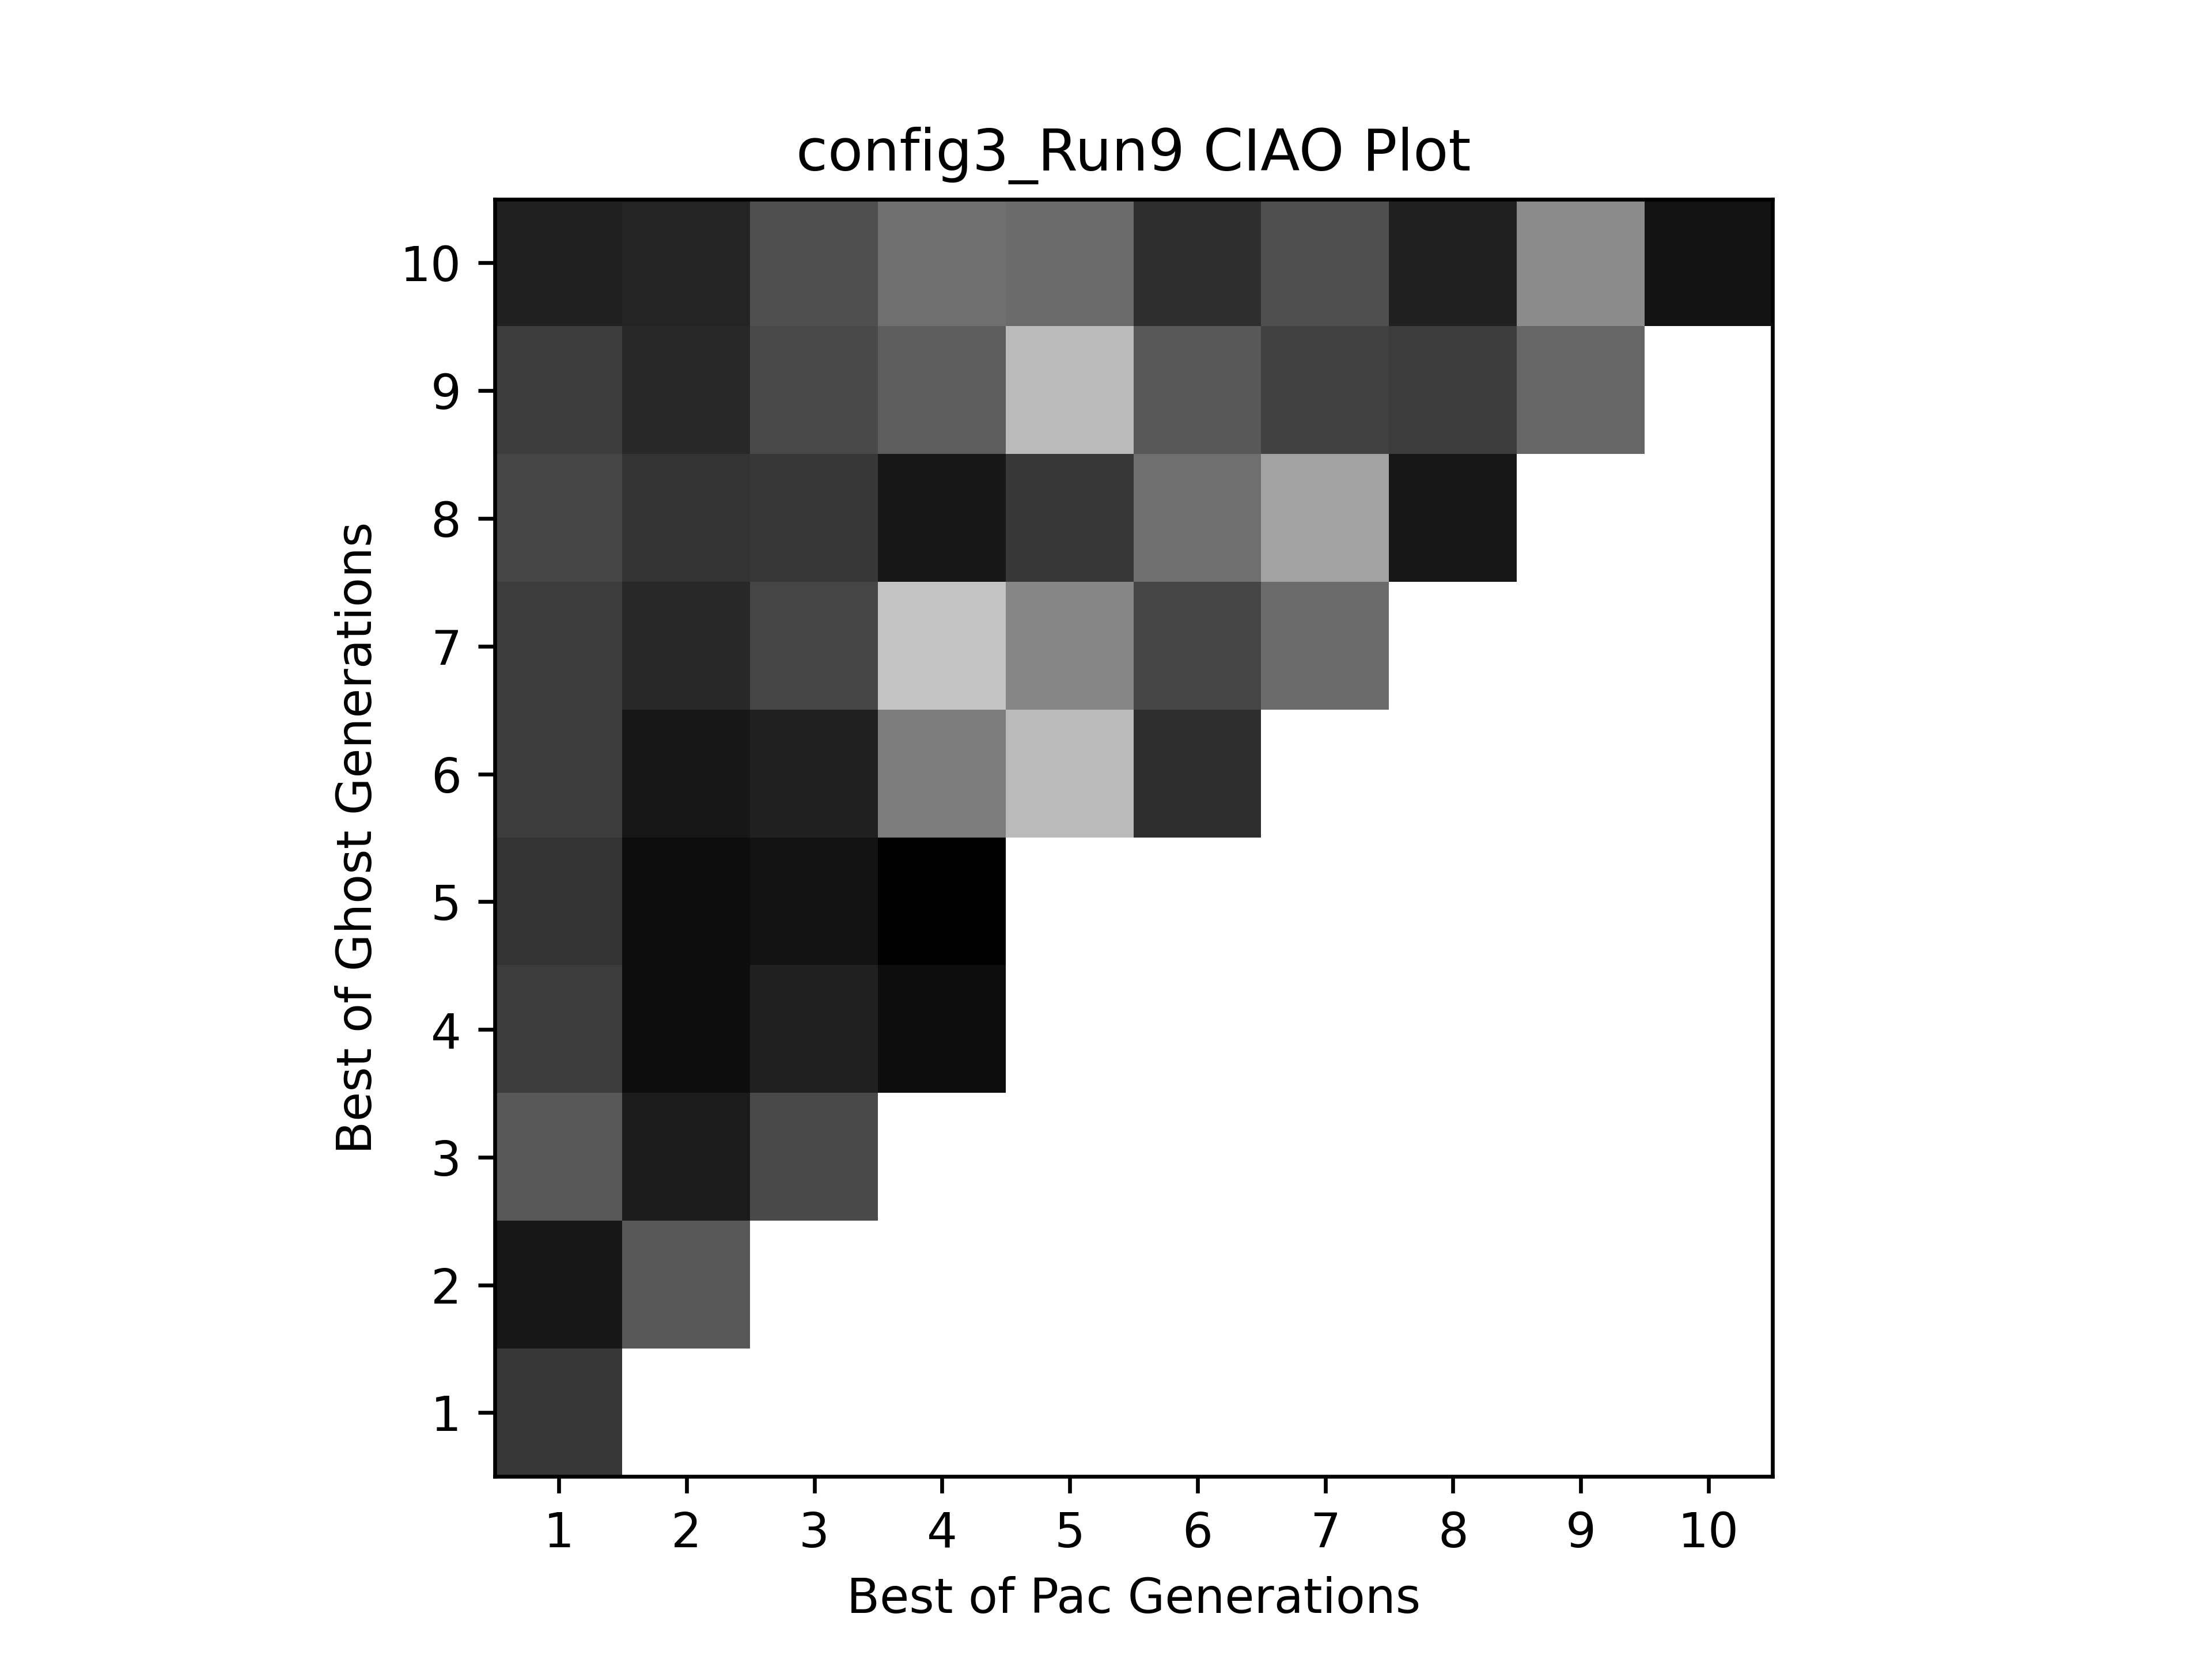 config3_Run9 CIAO Plot
Best of Ghost Generations
10
9
8
7
6
5
4
3
2
1
1 2 3 4 5 6 7 8 9 10
Best of Pac Generations